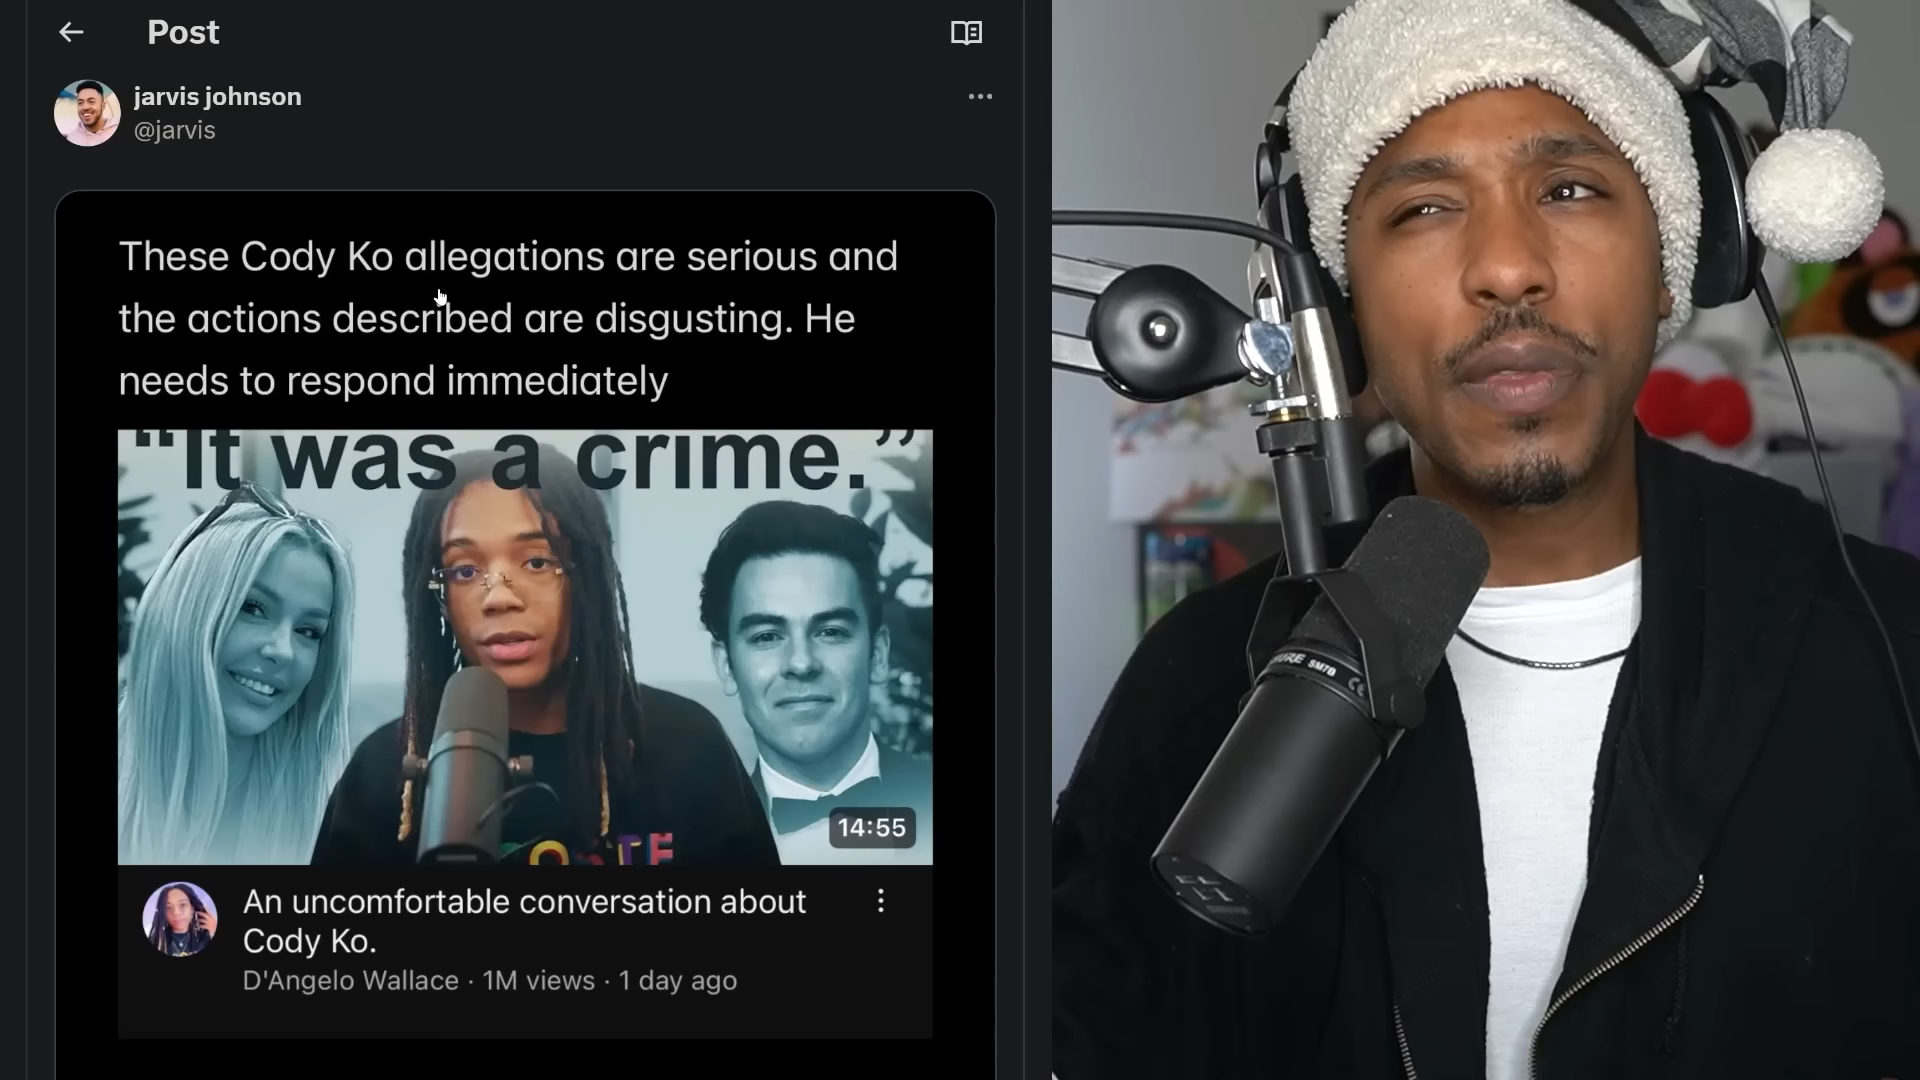 Post
jarvis johnson
@jarvis
These Cody Ko allegations are serious and
the actions described are disgusting. He
needs to respond immediately
“It was a crime.”
14:55
An uncomfortable conversation about
Cody Ko.
D'Angelo Wallace · 1M views · 1 day ago
SHURE SM7B